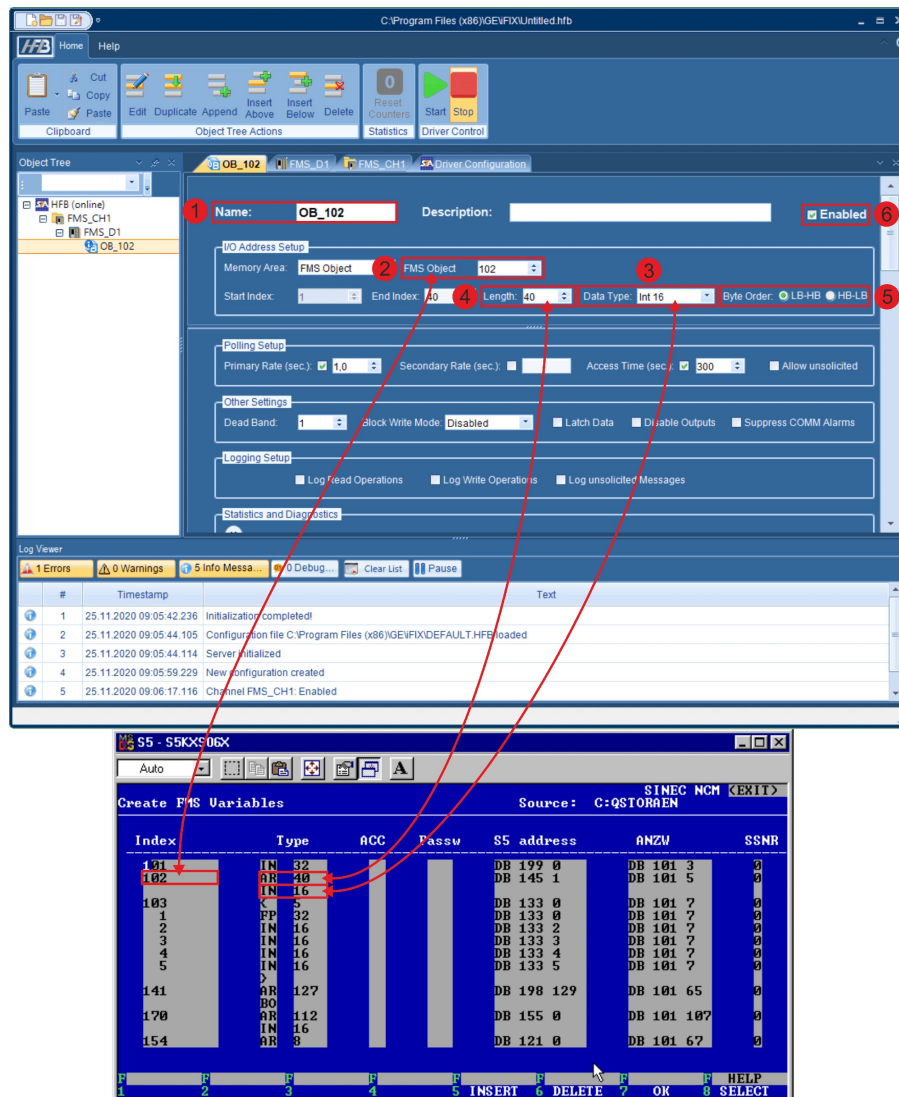 C:\Program Files (x86)\GE\iFIX\Untitled.hfb
HFB Home Help
Paste Cut Copy Paste Edit Duplicate Append Insert Above Insert Below Delete 0 Reset Counters Start Stop
Clipboard Object Tree Actions Statistics Driver Control
Object Tree OB_102 FMS_D1 FMS_CH1 Driver Configuration
HFB (online)
FMS_CH1
FMS_D1
OB_102
1 Name: OB_102 Description: Enabled 6
I/O Address Setup
Memory Area: FMS Object 2 FMS Object 102 3
Start Index: 1 End Index: 40 4 Length: 40 Data Type: Int 16 Byte Order: LB-HB HB-LB 5
Polling Setup
Primary Rate (sec.): 1,0 Secondary Rate (sec.): Access Time (sec.): 300 Allow unsolicited
Other Settings
Dead Band: 1 Block Write Mode: Disabled Latch Data Disable Outputs Suppress COMM Alarms
Logging Setup
Log Read Operations Log Write Operations Log unsolicited Messages
Statistics and Diagnostics
Log Viewer
1 Errors 0 Warnings 5 Info Messa... 0 Debug... Clear List Pause
# Timestamp Text
1 25.11.2020 09:05:42.236 Initialization completed!
2 25.11.2020 09:05:44.105 Configuration file C:\Program Files (x86)\GE\iFIX\DEFAULT.HFB loaded
3 25.11.2020 09:05:44.114 Server Initialized
4 25.11.2020 09:05:59.229 New configuration created
5 25.11.2020 09:06:17.116 Channel FMS_CH1: Enabled
S5 - S5KXS06X
Auto A
SINEC NCM (EXIT)
Create FMS Variables Source: C:QSTORAEN
Index Type ACC Passw S5 address ANZW SSNR
101 IN 32 DB 199 0 DB 101 3 0
102 AR 40 DB 145 1 DB 101 5 0
IN 16
103 < 5 DB 133 0 DB 101 7 0
1 FP 32 DB 133 0 DB 101 7 0
2 IN 16 DB 133 2 DB 101 7 0
3 IN 16 DB 133 3 DB 101 7 0
4 IN 16 DB 133 4 DB 101 7 0
5 IN 16 DB 133 5 DB 101 7 0
>
141 AR 127 DB 198 129 DB 101 65 0
BO
170 AR 112 DB 155 0 DB 101 107 0
IN 16
154 AR 8 DB 121 0 DB 101 67 0
F F F F F F F F HELP
1 2 3 4 5 INSERT 6 DELETE 7 OK 8 SELECT